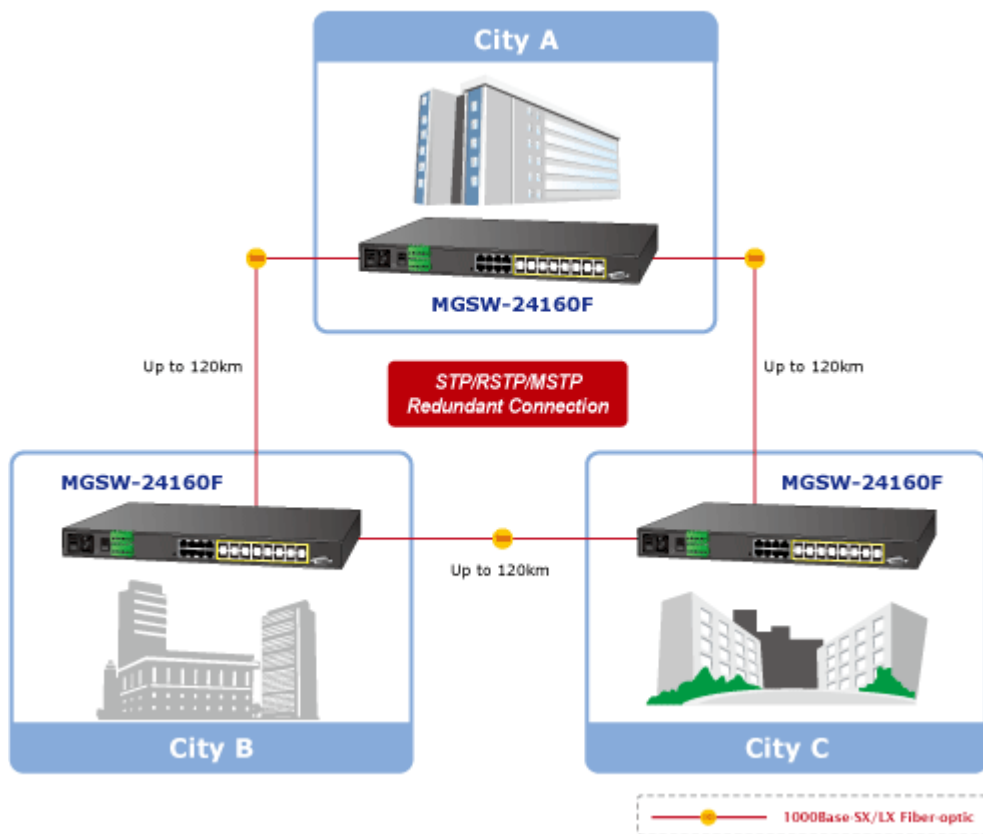 City A
MGSW-24160F
Up to 120km
Up to 120km
STP/RSTP/MSTP
Redundant Connection
MGSW-24160F
MGSW-24160F
Up to 120km
City B
City C
1000Base-SX/LX Fiber-optic